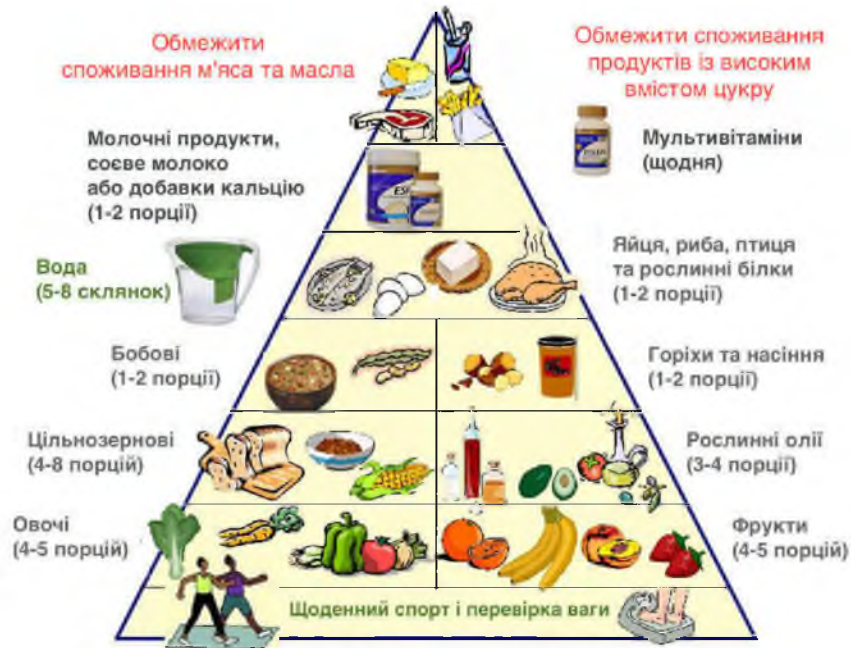 Обмежити
споживання м'яса та масла
Обмежити споживання
продуктів із високим
вмістом цукру
Молочні продукти,
соєве молоко
або добавки кальцію
(1-2 порції)
Мультивітаміни
(щодня)
Вода
(5-8 склянок)
Яйця, риба, птиця
та рослинні білки
(1-2 порції)
Бобові
(1-2 порції)
Горіхи та насіння
(1-2 порції)
Цільнозернові
(4-8 порцій)
Рослинні олії
(3-4 порції)
Овочі
(4-5 порцій)
Фрукти
(4-5 порцій)
Щоденний спорт і перевірка ваги